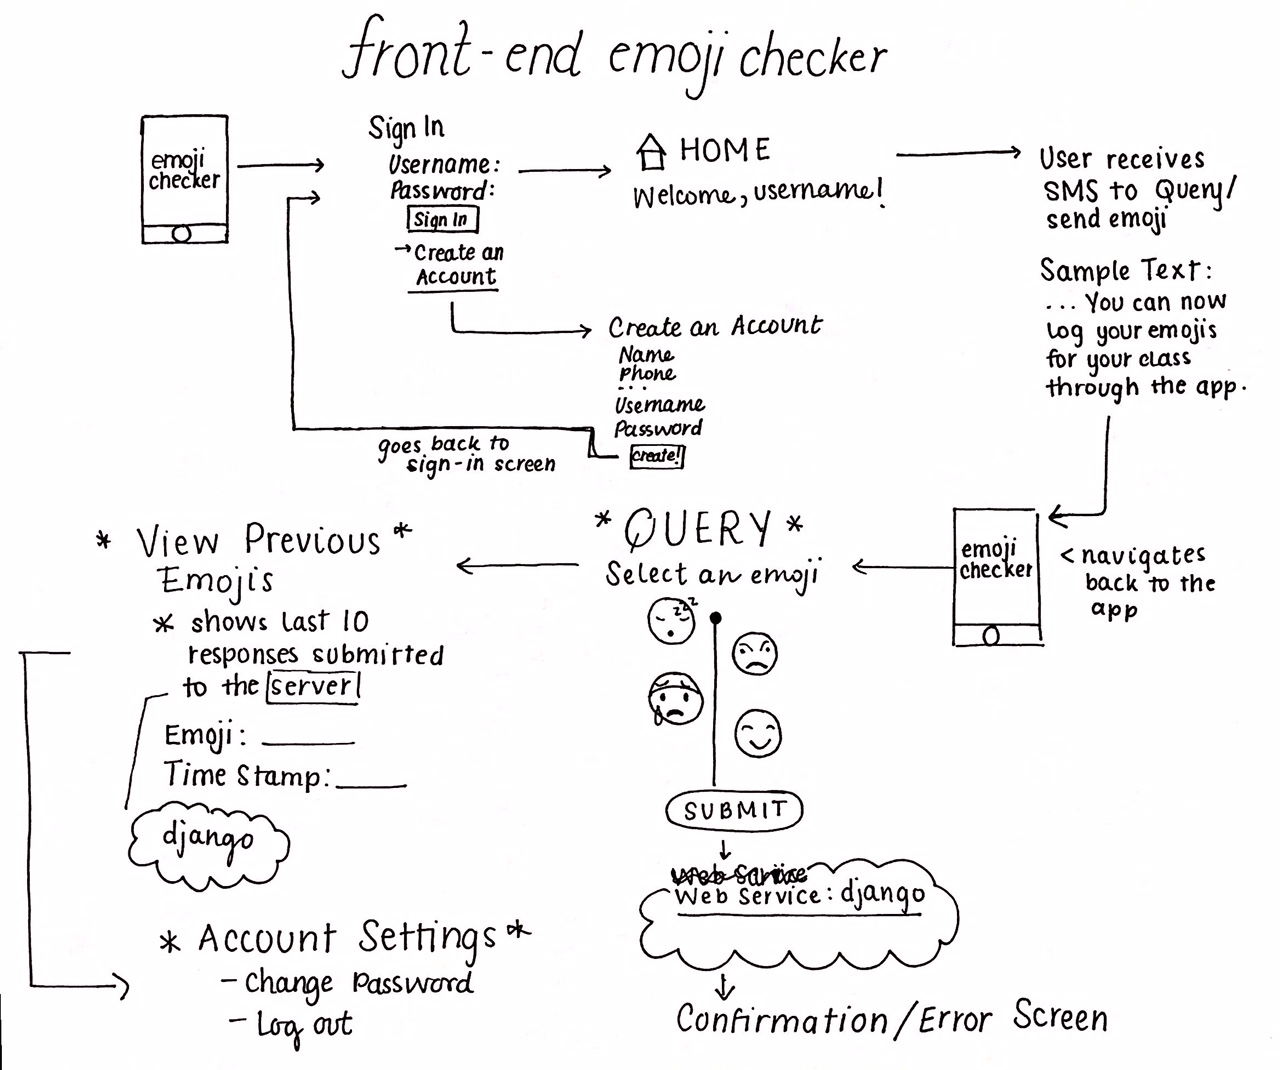 front-end emoji checker
emoji
checker
Sign In
Username:
Password:
Sign In
→ Create an
Account
HOME
Welcome, username!
User receives
SMS to Query/
send emoji
Sample Text:
... You can now
log your emojis
for your class
through the app.
Create an Account
Name
Phone
...
Username
Password
Create!
goes back to
sign-in screen
emoji
checker
< navigates
back to the
app
* QUERY *
Select an emoji
zzz
SUBMIT
Web Service
Web Service: django
Confirmation/Error Screen
* View Previous *
Emojis
* shows last 10
responses submitted
to the server
Emoji: ______
Time Stamp: _____
django
* Account Settings *
- Change Password
- Log out